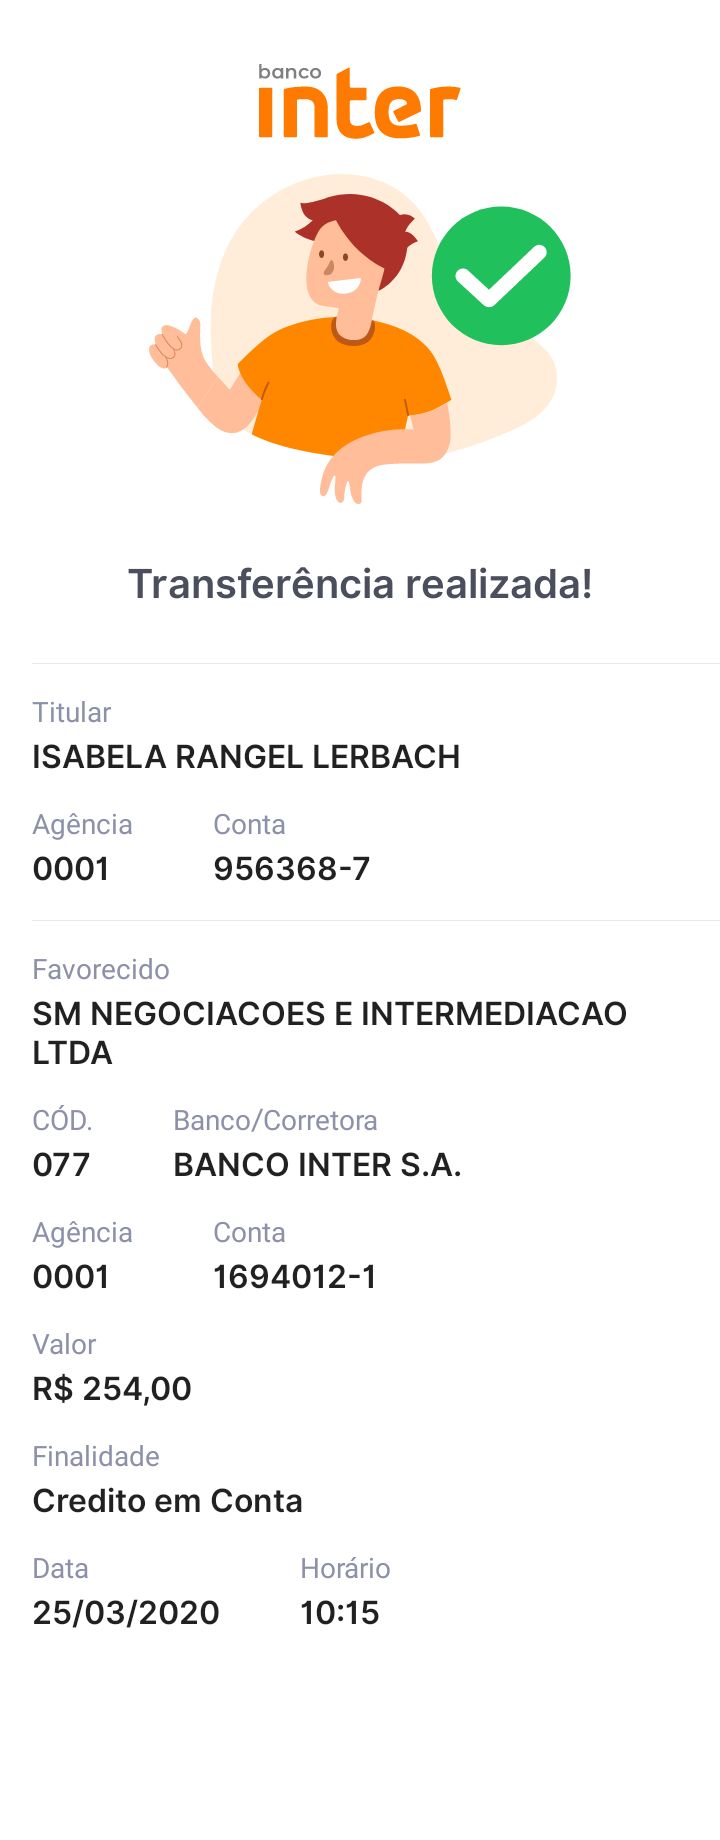 banco
inter
Transferência realizada!
Titular
ISABELA RANGEL LERBACH
Agência Conta
0001 956368-7
Favorecido
SM NEGOCIACOES E INTERMEDIACAO
LTDA
CÓD. Banco/Corretora
077 BANCO INTER S.A.
Agência Conta
0001 1694012-1
Valor
R$ 254,00
Finalidade
Credito em Conta
Data Horário
25/03/2020 10:15